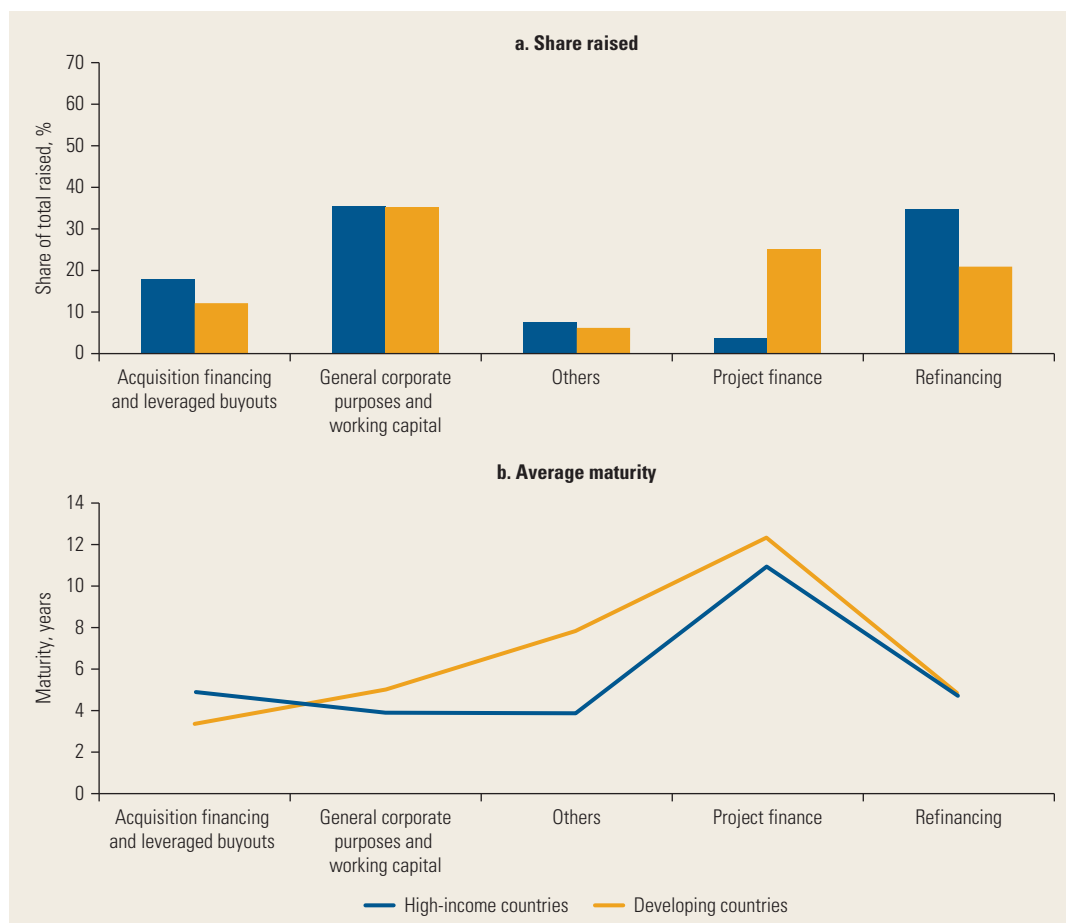 a. Share raised
Share of total raised, %
70
60
50
40
30
20
10
0
Acquisition financing
and leveraged buyouts
General corporate
purposes and
working capital
Others
Project finance
Refinancing
b. Average maturity
Maturity, years
14
12
10
8
6
4
2
0
Acquisition financing
and leveraged buyouts
General corporate
purposes and
working capital
Others
Project finance
Refinancing
High-income countries
Developing countries